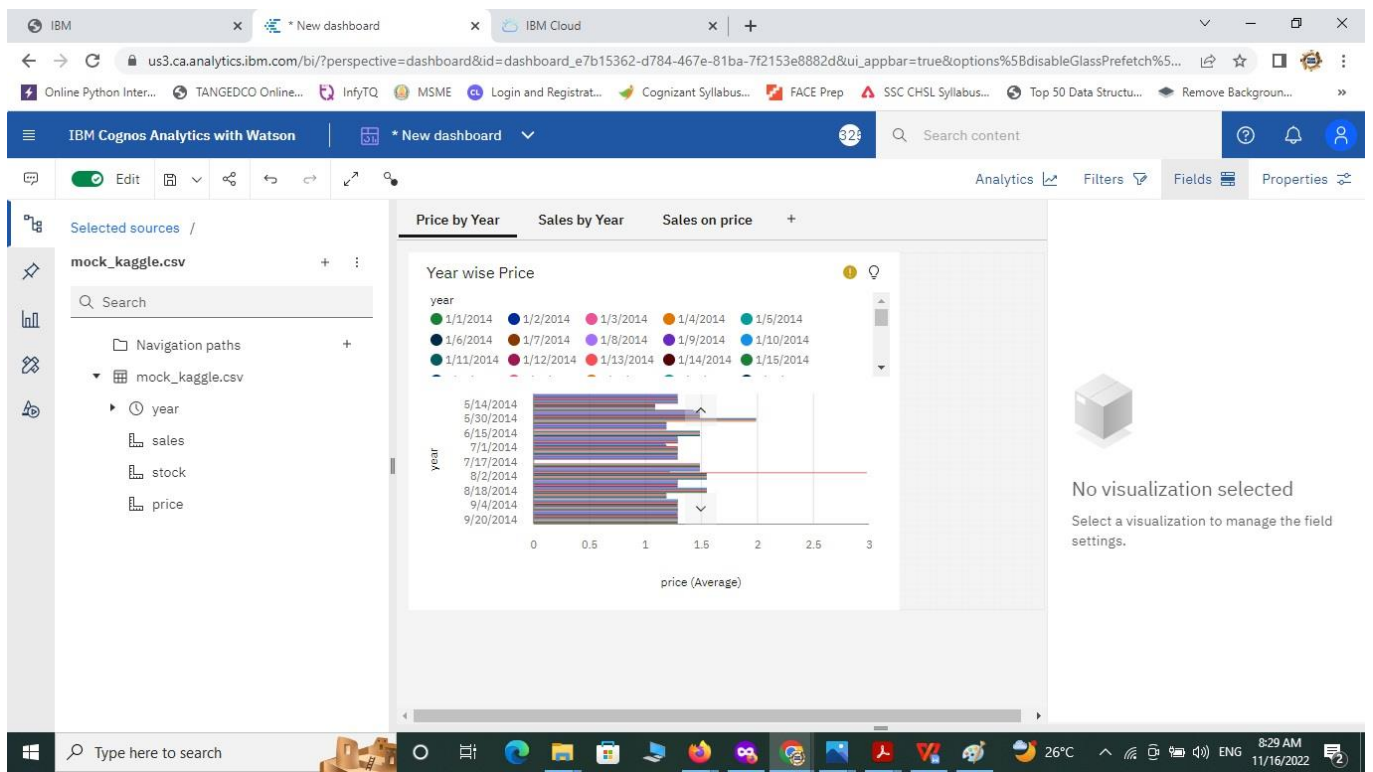 IBM
* New dashboard
IBM Cloud
us3.ca.analytics.ibm.com/bi/?perspective=dashboard&id=dashboard_e7b15362-d784-467e-81ba-7f2153e8882d&ui_appbar=true&options%5BdisableGlassPrefetch%5...
Online Python Inter... TANGEDCO Online... InfyTQ MSME Login and Registrat... Cognizant Syllabus... FACE Prep SSC CHSL Syllabus... Top 50 Data Structu... Remove Backgroun... »
IBM Cognos Analytics with Watson
* New dashboard
Search content
Edit
Analytics
Filters
Fields
Properties
Selected sources /
mock_kaggle.csv
Search
Navigation paths
mock_kaggle.csv
year
sales
stock
price
Price by Year Sales by Year Sales on price +
Year wise Price
year
1/1/2014 1/2/2014 1/3/2014 1/4/2014 1/5/2014
1/6/2014 1/7/2014 1/8/2014 1/9/2014 1/10/2014
1/11/2014 1/12/2014 1/13/2014 1/14/2014 1/15/2014
year
5/14/2014
5/30/2014
6/15/2014
7/1/2014
7/17/2014
8/2/2014
8/18/2014
9/4/2014
9/20/2014
0 0.5 1 1.5 2 2.5 3
price (Average)
No visualization selected
Select a visualization to manage the field
settings.
Type here to search
26°C
ENG
8:29 AM
11/16/2022
2